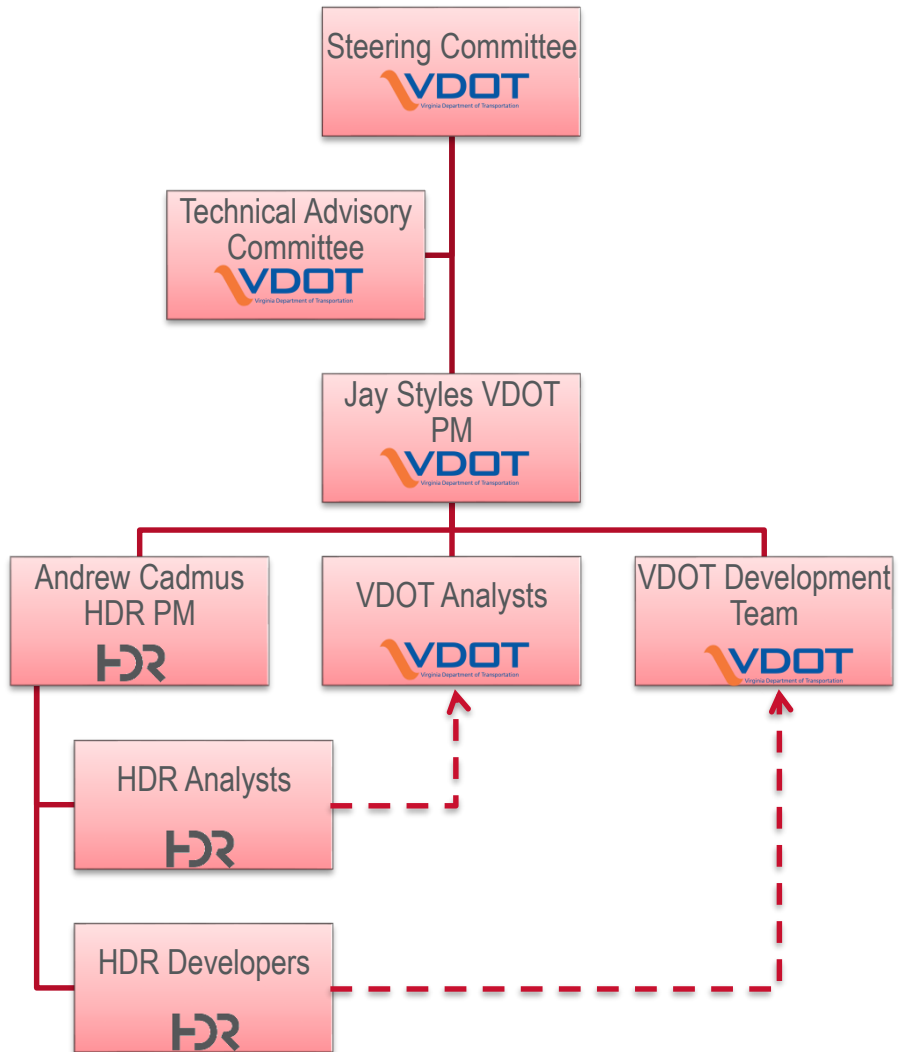 Steering Committee
VDOT
Virginia Department of Transportation
Technical Advisory
Committee
VDOT
Virginia Department of Transportation
Jay Styles VDOT
PM
VDOT
Virginia Department of Transportation
Andrew Cadmus
HDR PM
HDR
VDOT Analysts
VDOT
Virginia Department of Transportation
VDOT Development
Team
VDOT
Virginia Department of Transportation
HDR Analysts
HDR
HDR Developers
HDR